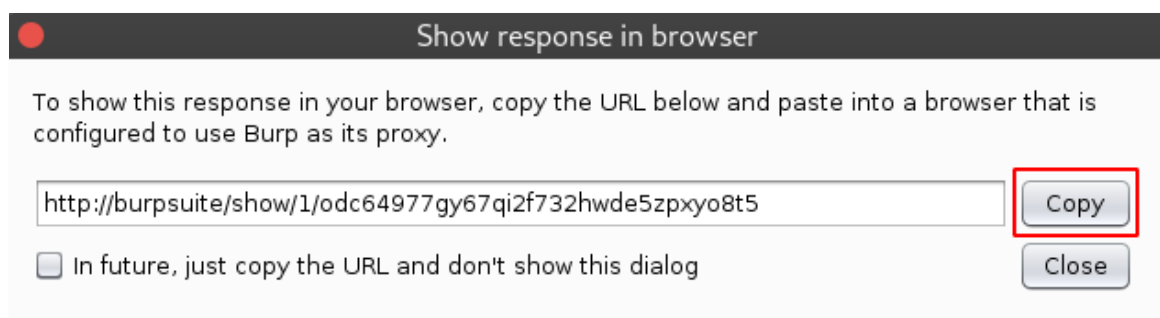 Show response in browser
To show this response in your browser, copy the URL below and paste into a browser that is
configured to use Burp as its proxy.
http://burpsuite/show/1/odc64977gy67qi2f732hwde5zpxyo8t5
Copy
In future, just copy the URL and don't show this dialog
Close